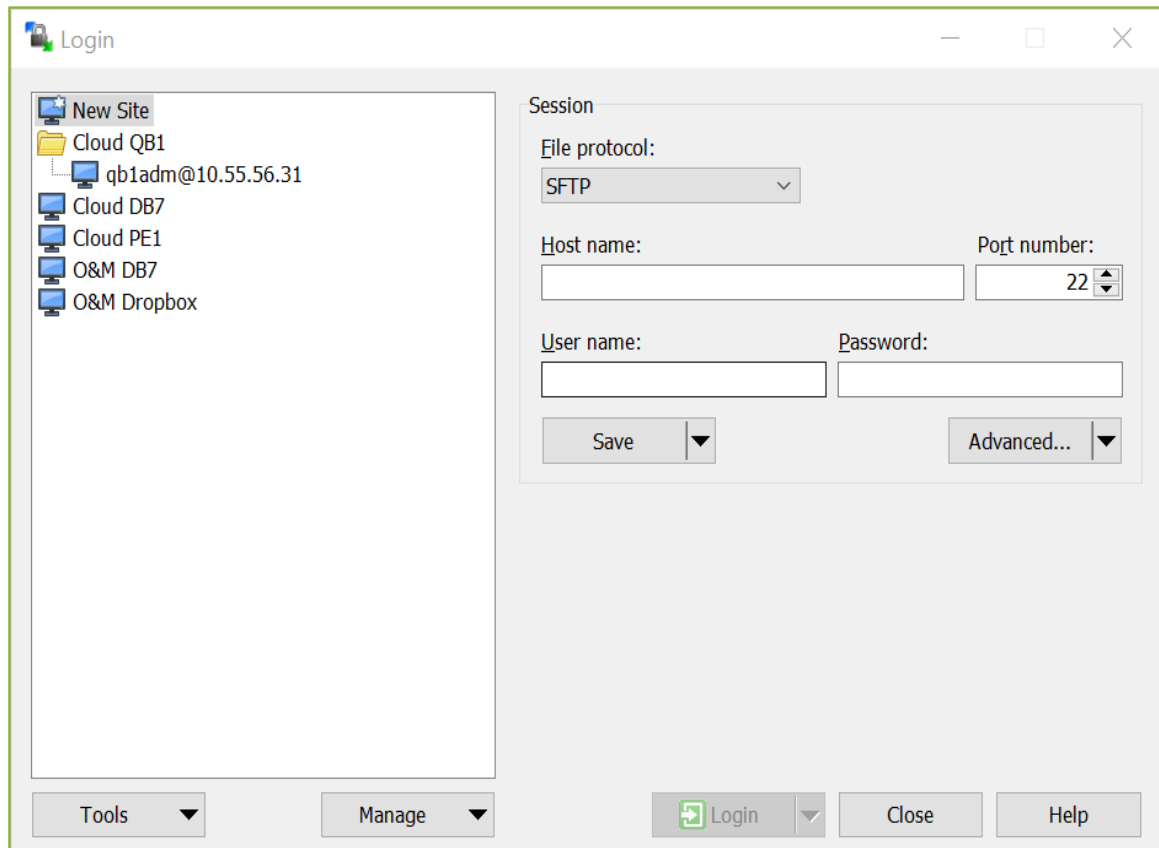 Login
New Site
Cloud QB1
qb1adm@10.55.56.31
Cloud DB7
Cloud PE1
O&M DB7
O&M Dropbox
Session
File protocol:
SFTP
Host name: Port number:
22
User name: Password:
Save Advanced...
Tools Manage Login Close Help